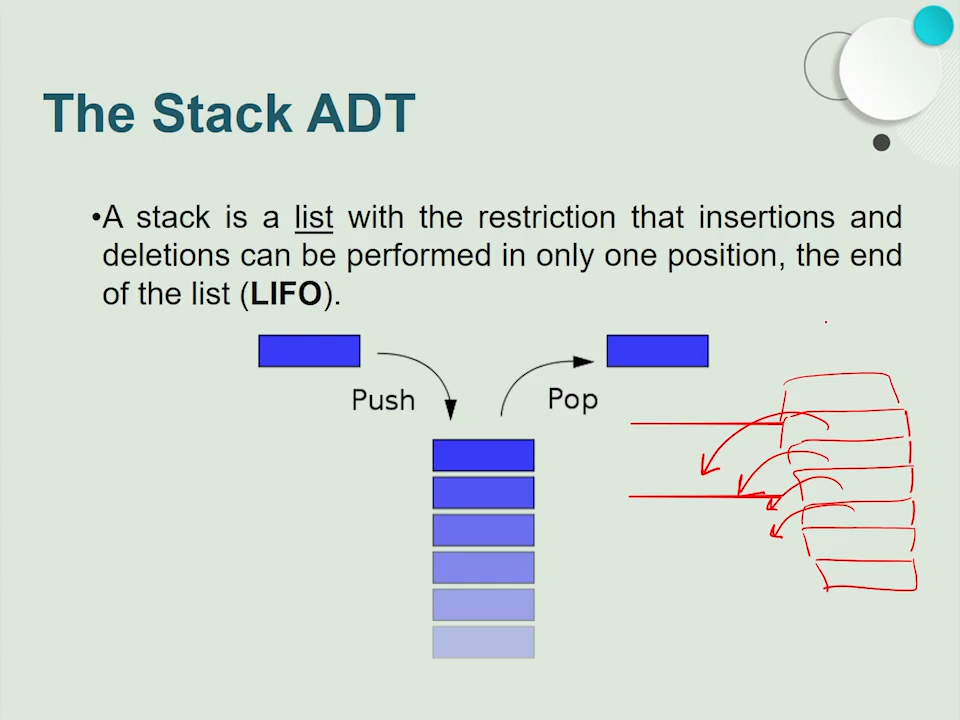 The Stack ADT
•A stack is a list with the restriction that insertions and
deletions can be performed in only one position, the end
of the list (LIFO).
Push
Pop